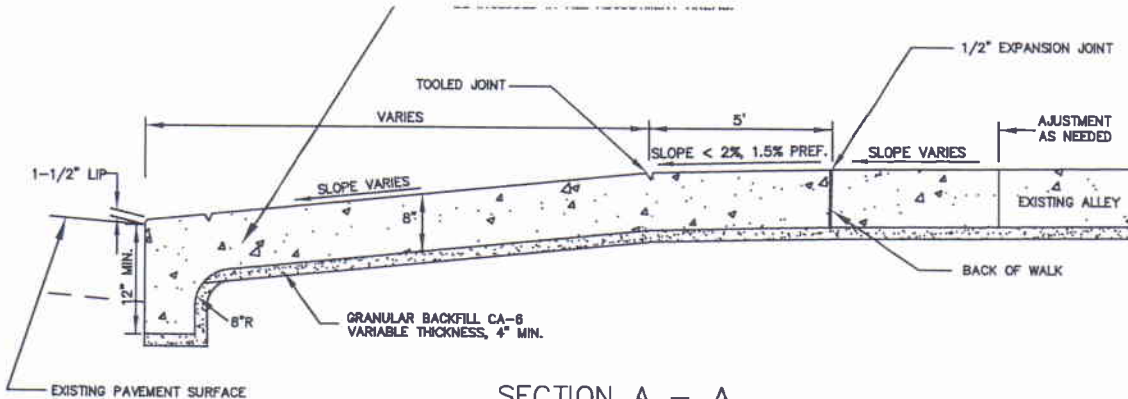 1/2" EXPANSION JOINT
TOOLED JOINT
VARIES
5'
AJUSTMENT
AS NEEDED
SLOPE < 2%, 1.5% PREF.
SLOPE VARIES
1-1/2" LIP
SLOPE VARIES
8"
EXISTING ALLEY
12" MIN.
BACK OF WALK
8"R
GRANULAR BACKFILL CA-6
VARIABLE THICKNESS, 4" MIN.
EXISTING PAVEMENT SURFACE
SECTION A - A